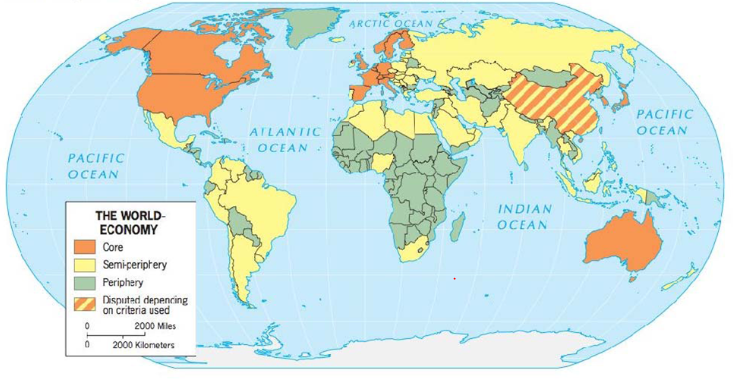 ARCTIC OCEAN
ATLANTIC
OCEAN
PACIFIC
OCEAN
PACIFIC
OCEAN
INDIAN
OCEAN
THE WORLD-
ECONOMY
Core
Semi-periphery
Periphery
Disputed depending
on criteria used
0 2000 Miles
0 2000 Kilometers